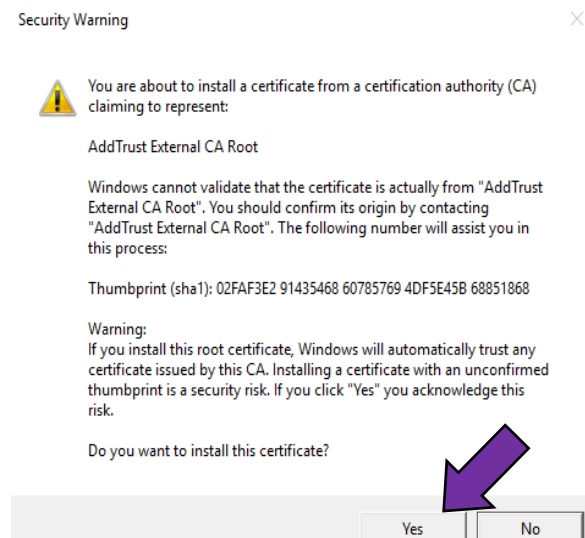 Security Warning
You are about to install a certificate from a certification authority (CA)
claiming to represent:
AddTrust External CA Root
Windows cannot validate that the certificate is actually from "AddTrust
External CA Root". You should confirm its origin by contacting
"AddTrust External CA Root". The following number will assist you in
this process:
Thumbprint (sha1): 02FAF3E2 91435468 60785769 4DF5E45B 68851868
Warning:
If you install this root certificate, Windows will automatically trust any
certificate issued by this CA. Installing a certificate with an unconfirmed
thumbprint is a security risk. If you click "Yes" you acknowledge this
risk.
Do you want to install this certificate?
Yes No